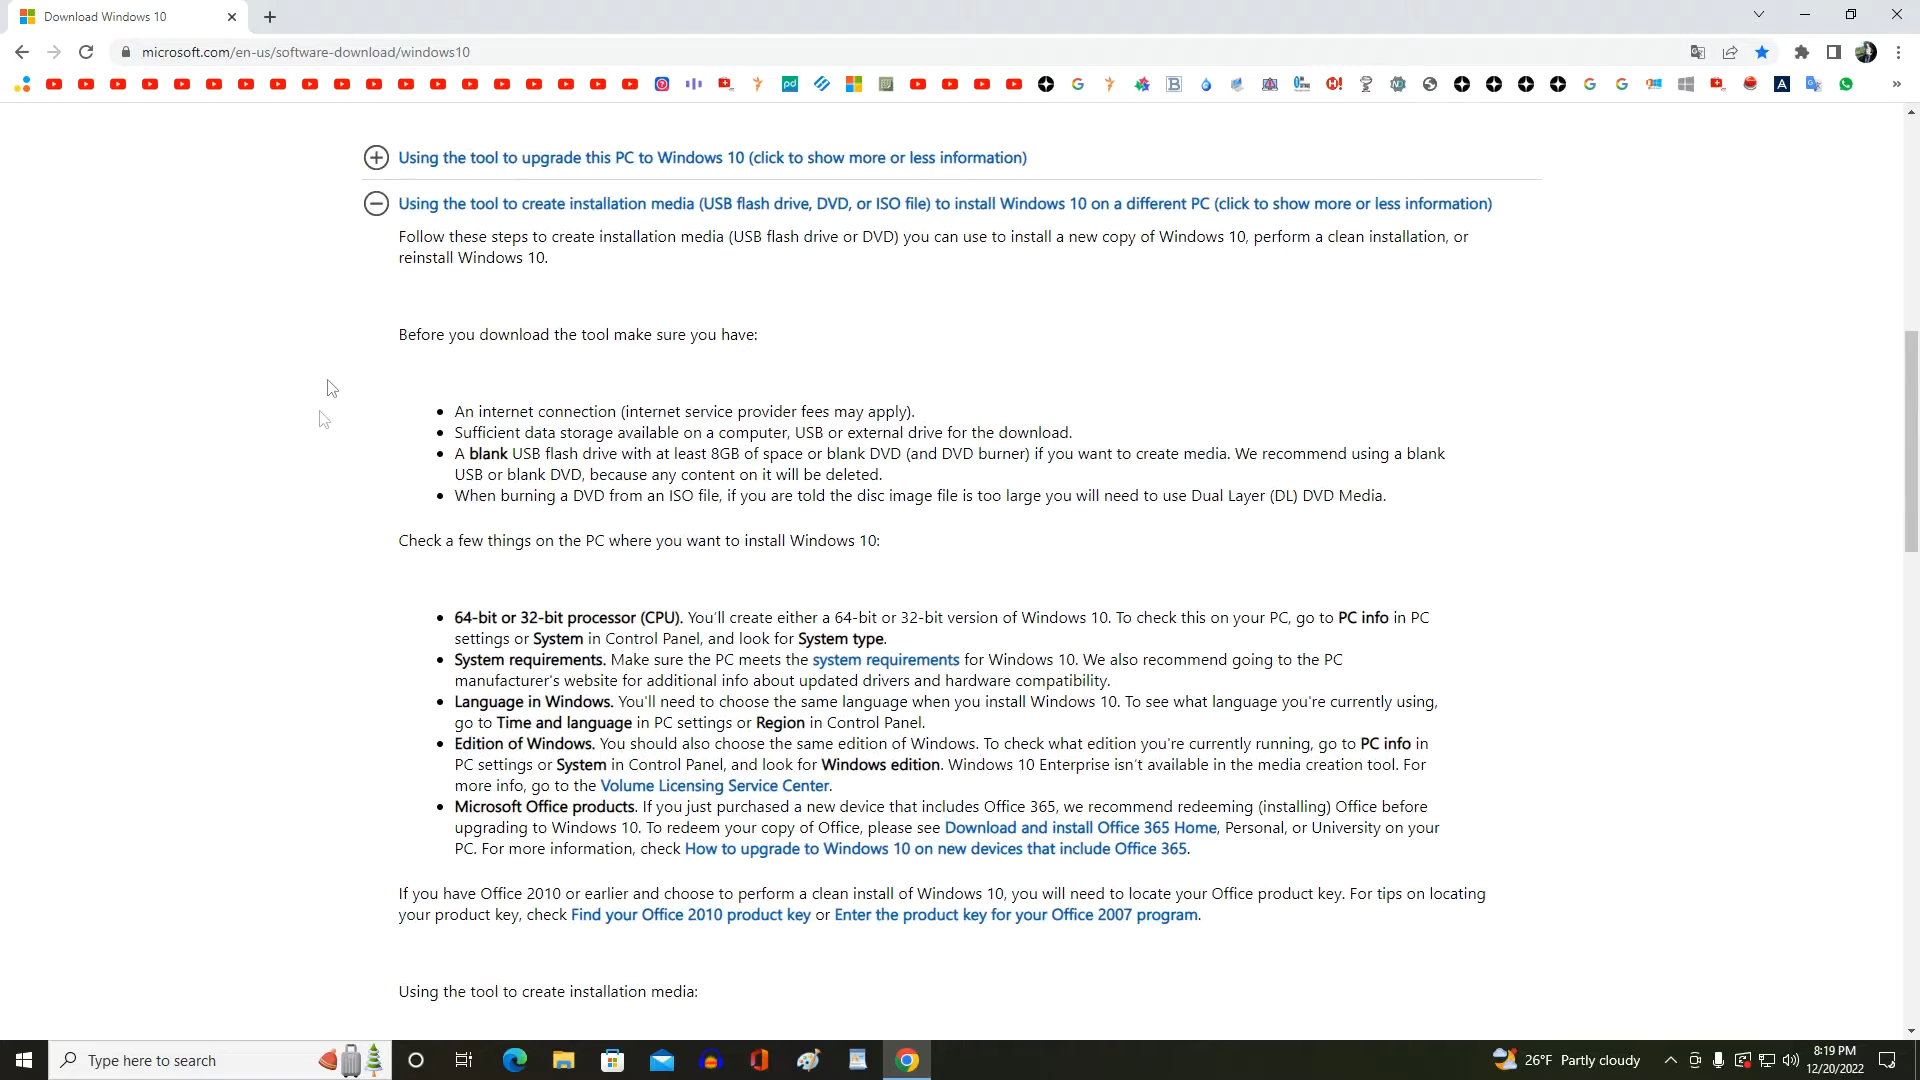 Download Windows 10
microsoft.com/en-us/software-download/windows10
Using the tool to upgrade this PC to Windows 10 (click to show more or less information)
Using the tool to create installation media (USB flash drive, DVD, or ISO file) to install Windows 10 on a different PC (click to show more or less information)
Follow these steps to create installation media (USB flash drive or DVD) you can use to install a new copy of Windows 10, perform a clean installation, or
reinstall Windows 10.
Before you download the tool make sure you have:
• An internet connection (internet service provider fees may apply).
• Sufficient data storage available on a computer, USB or external drive for the download.
• A blank USB flash drive with at least 8GB of space or blank DVD (and DVD burner) if you want to create media. We recommend using a blank
USB or blank DVD, because any content on it will be deleted.
• When burning a DVD from an ISO file, if you are told the disc image file is too large you will need to use Dual Layer (DL) DVD Media.
Check a few things on the PC where you want to install Windows 10:
• 64-bit or 32-bit processor (CPU). You'll create either a 64-bit or 32-bit version of Windows 10. To check this on your PC, go to PC info in PC
settings or System in Control Panel, and look for System type.
• System requirements. Make sure the PC meets the system requirements for Windows 10. We also recommend going to the PC
manufacturer's website for additional info about updated drivers and hardware compatibility.
• Language in Windows. You'll need to choose the same language when you install Windows 10. To see what language you're currently using,
go to Time and language in PC settings or Region in Control Panel.
• Edition of Windows. You should also choose the same edition of Windows. To check what edition you're currently running, go to PC info in
PC settings or System in Control Panel, and look for Windows edition. Windows 10 Enterprise isn't available in the media creation tool. For
more info, go to the Volume Licensing Service Center.
• Microsoft Office products. If you just purchased a new device that includes Office 365, we recommend redeeming (installing) Office before
upgrading to Windows 10. To redeem your copy of Office, please see Download and install Office 365 Home, Personal, or University on your
PC. For more information, check How to upgrade to Windows 10 on new devices that include Office 365.
If you have Office 2010 or earlier and choose to perform a clean install of Windows 10, you will need to locate your Office product key. For tips on locating
your product key, check Find your Office 2010 product key or Enter the product key for your Office 2007 program.
Using the tool to create installation media:
Type here to search
26°F Partly cloudy
8:19 PM
12/20/2022